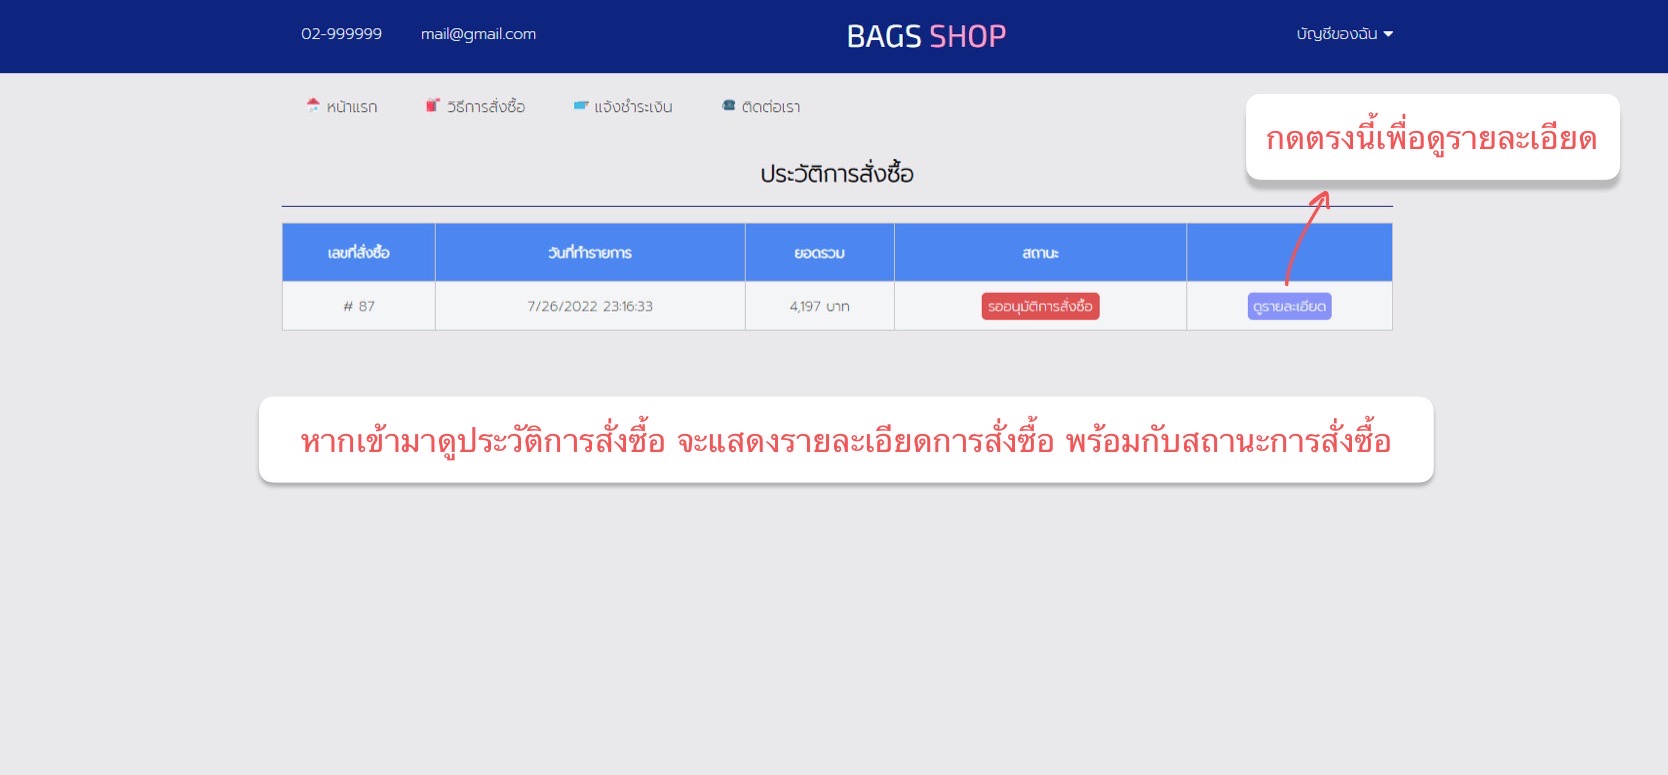 02-999999 mail@gmail.com BAGS SHOP บัญชีของฉัน
หน้าแรก วิธีการสั่งซื้อ แจ้งชำระเงิน ติดต่อเรา
กดตรงนี้เพื่อดูรายละเอียด
ประวัติการสั่งซื้อ
เลขที่สั่งซื้อ วันที่ทำรายการ ยอดรวม สถานะ
# 87 7/26/2022 23:16:33 4,197 บาท รออนุมัติการสั่งซื้อ ดูรายละเอียด
หากเข้ามาดูประวัติการสั่งซื้อ จะแสดงรายละเอียดการสั่งซื้อ พร้อมกับสถานะการสั่งซื้อ